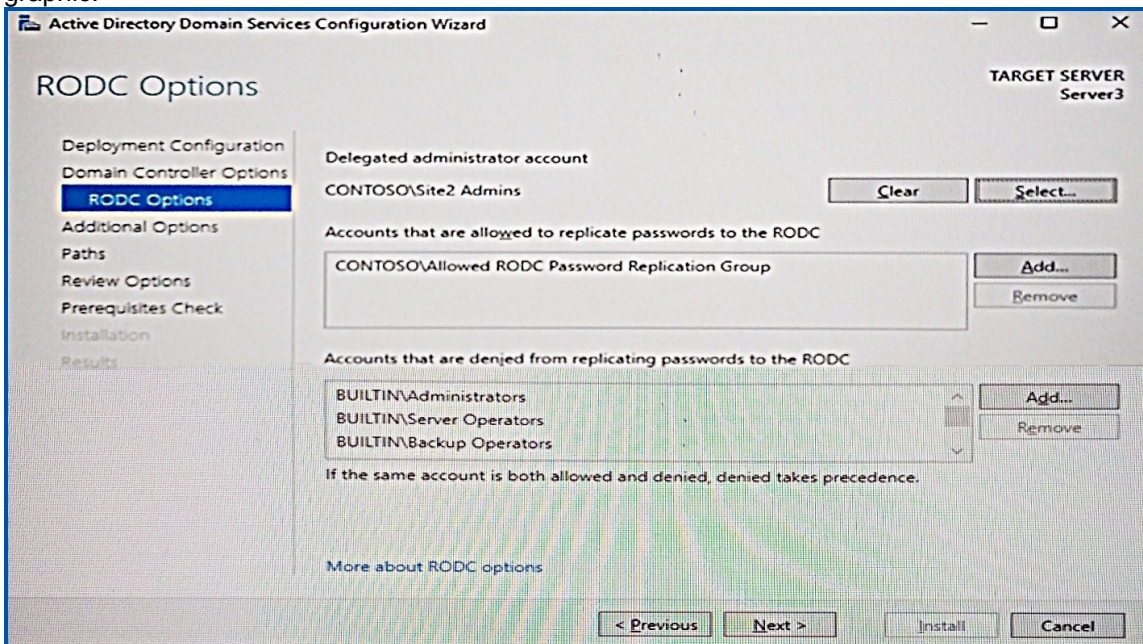 Active Directory Domain Services Configuration Wizard
RODC Options
TARGET SERVER
Server3
Deployment Configuration
Domain Controller Options
RODC Options
Additional Options
Paths
Review Options
Prerequisites Check
Installation
Results
Delegated administrator account
CONTOSO\Site2 Admins
Clear
Select...
Accounts that are allowed to replicate passwords to the RODC
CONTOSO\Allowed RODC Password Replication Group
Add...
Remove
Accounts that are denied from replicating passwords to the RODC
BUILTIN\Administrators
BUILTIN\Server Operators
BUILTIN\Backup Operators
Add...
Remove
If the same account is both allowed and denied, denied takes precedence.
More about RODC options
< Previous
Next >
Install
Cancel